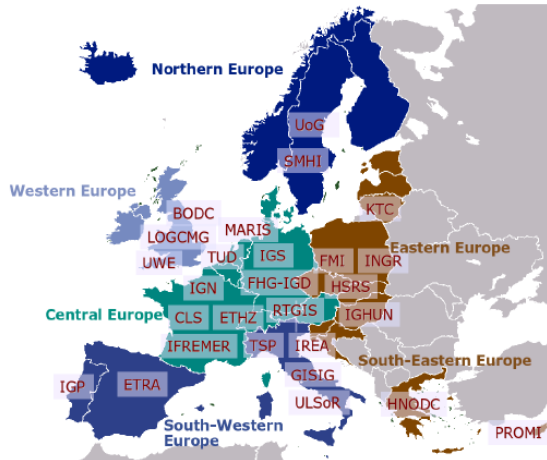 Northern Europe
UoG
SMHI
Western Europe
BODC
KTC
MARIS
LOGCMG
TUD
IGS
Eastern Europe
UWE
FMI
INGR
IGN
FHG-IGD
HSRS
Central Europe
CLS
ETHZ
RTGIS
IGHUN
IFREMER
TSP
IREA
South-Eastern Europe
GISIG
IGP
ETRA
ULSoR
HNODC
South-Western
Europe
PROMI